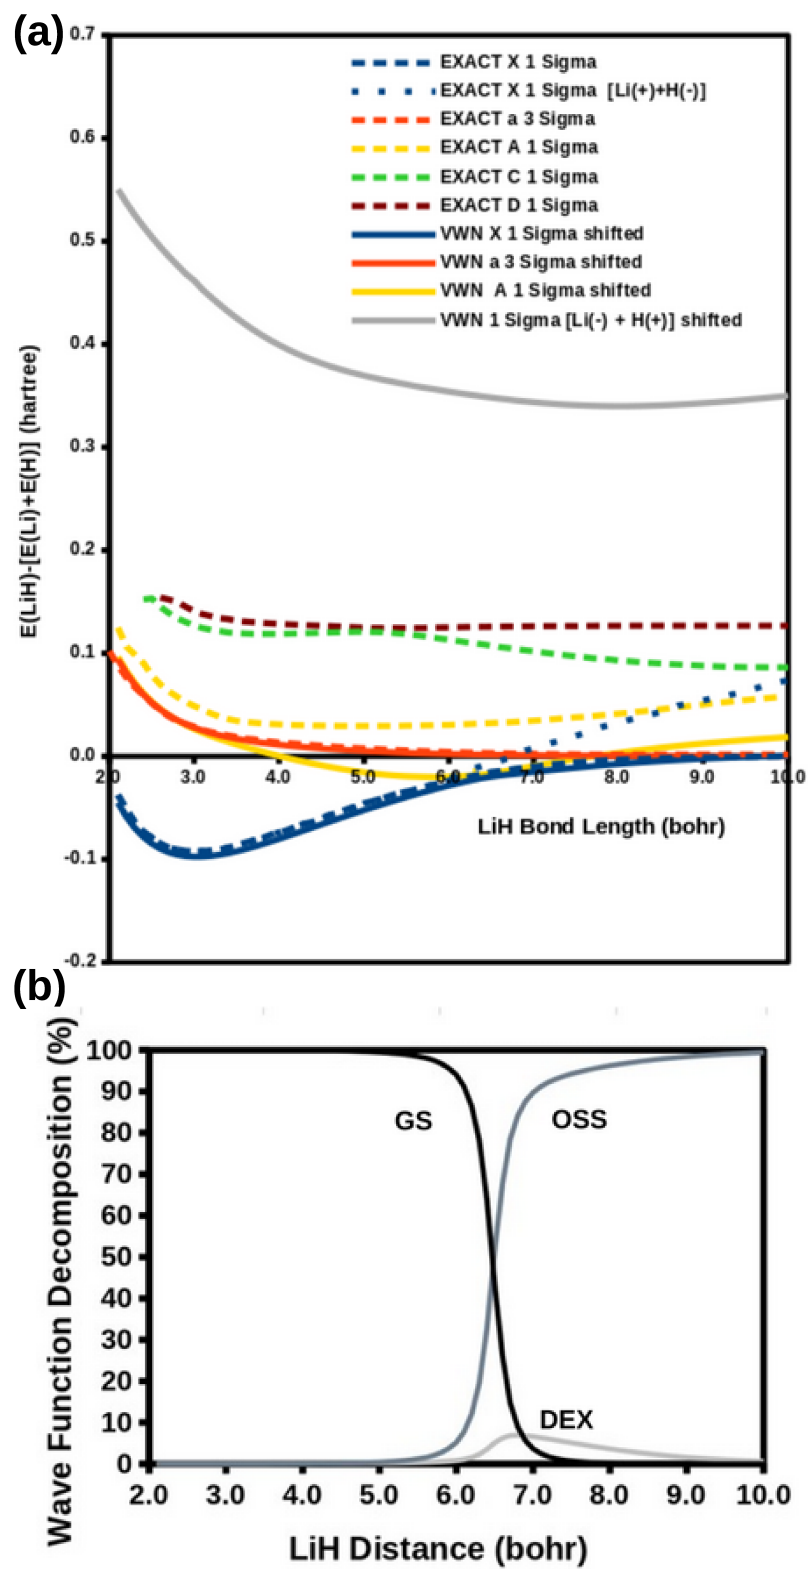 (a)
0.7
0.6
0.5
0.4
0.3
0.2
0.1
0.0
-0.1
-0.2
E(LiH)-[E(Li)+E(H)] (hartree)
EXACT X 1 Sigma
EXACT X 1 Sigma [Li(+)+H(-)]
EXACT a 3 Sigma
EXACT A 1 Sigma
EXACT C 1 Sigma
EXACT D 1 Sigma
VWN X 1 Sigma shifted
VWN a 3 Sigma shifted
VWN A 1 Sigma shifted
VWN 1 Sigma [Li(-) + H(+)] shifted
2.0 3.0 4.0 5.0 6.0 7.0 8.0 9.0 10.0
LiH Bond Length (bohr)
(b)
Wave Function Decomposition (%)
100
90
80
70
60
50
40
30
20
10
0
GS OSS
DEX
2.0 3.0 4.0 5.0 6.0 7.0 8.0 9.0 10.0
LiH Distance (bohr)